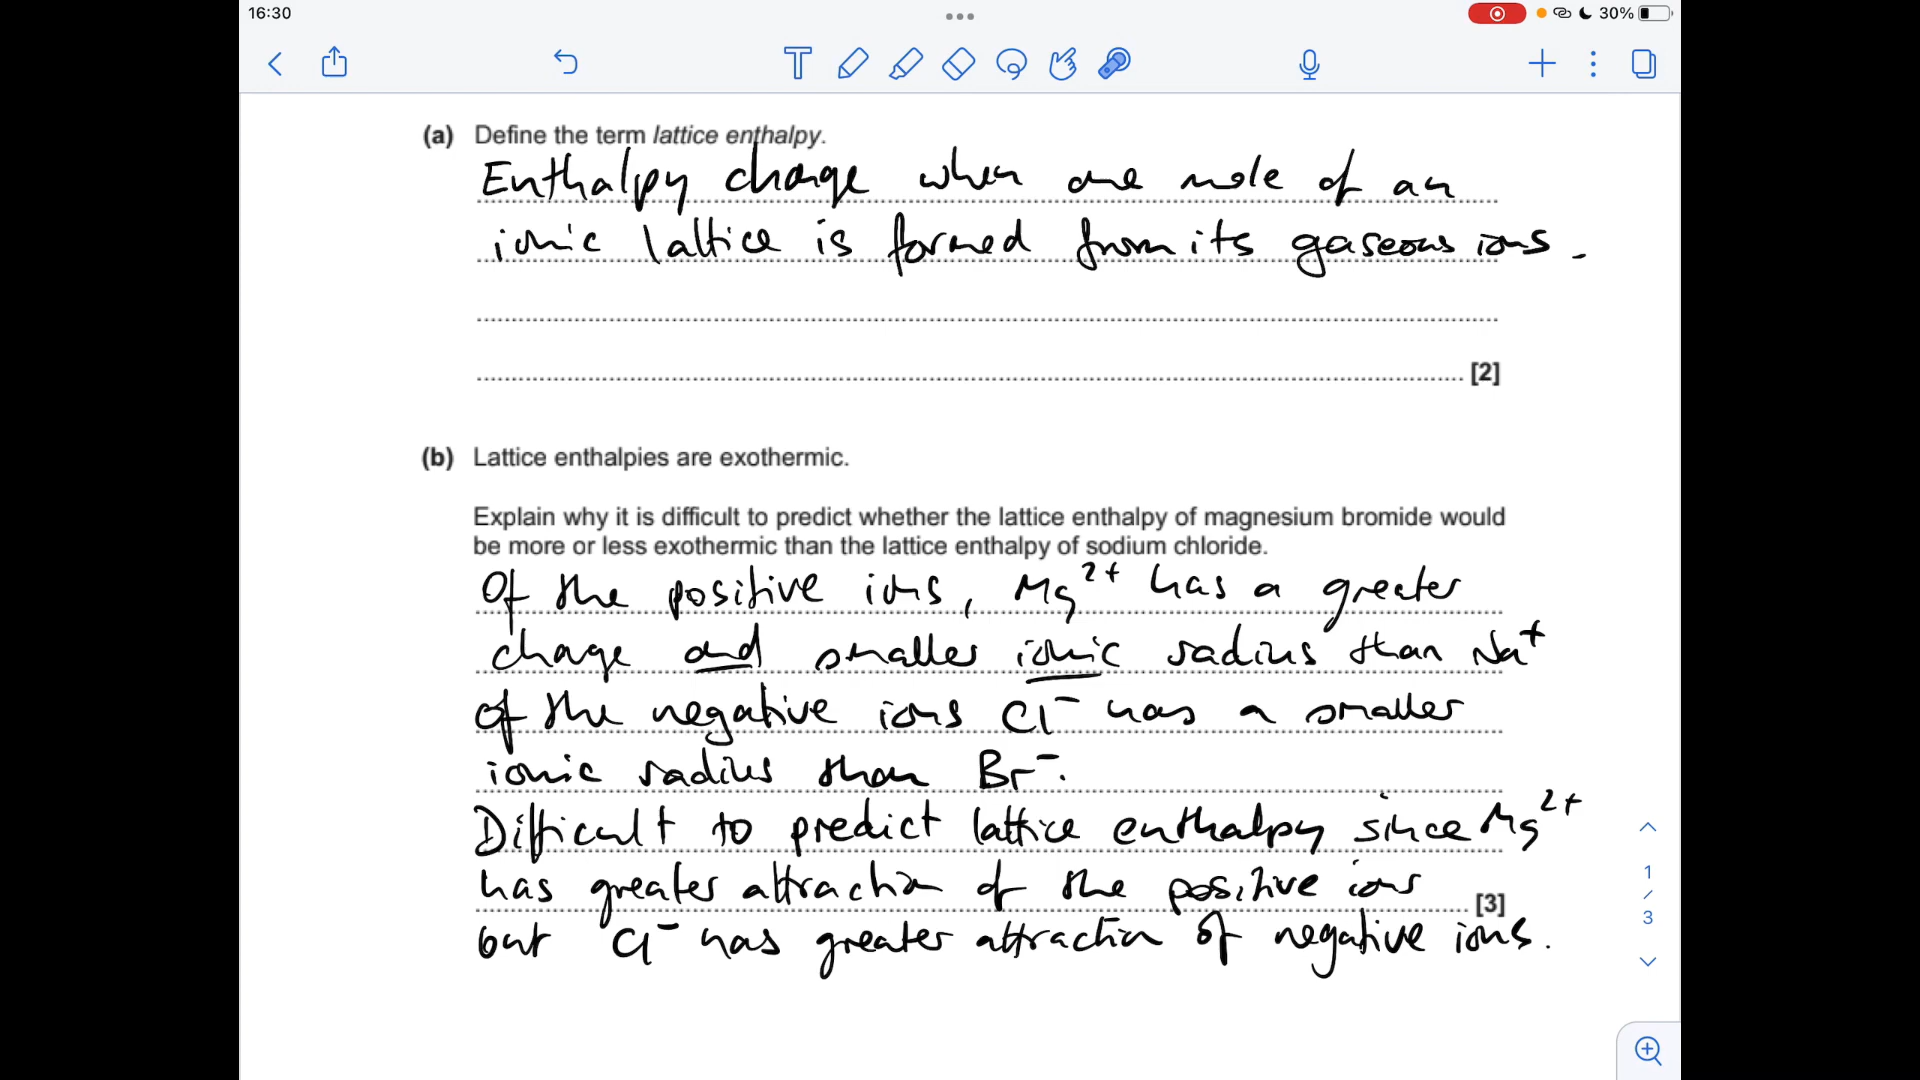 16:30
30%
(a) Define the term lattice enthalpy.
Enthalpy change when one mole of an
ionic lattice is formed from its gaseous ions.
[2]
(b) Lattice enthalpies are exothermic.
Explain why it is difficult to predict whether the lattice enthalpy of magnesium bromide would
be more or less exothermic than the lattice enthalpy of sodium chloride.
Of the positive ions, Mg²⁺ has a greater
charge and smaller ionic radius than Na⁺
of the negative ions Cl⁻ has a smaller
ionic radius than Br⁻.
Difficult to predict lattice enthalpy since Mg²⁺
has greater attraction of the positive ions
[3]
but Cl⁻ has greater attraction of negative ions.
1
/
3